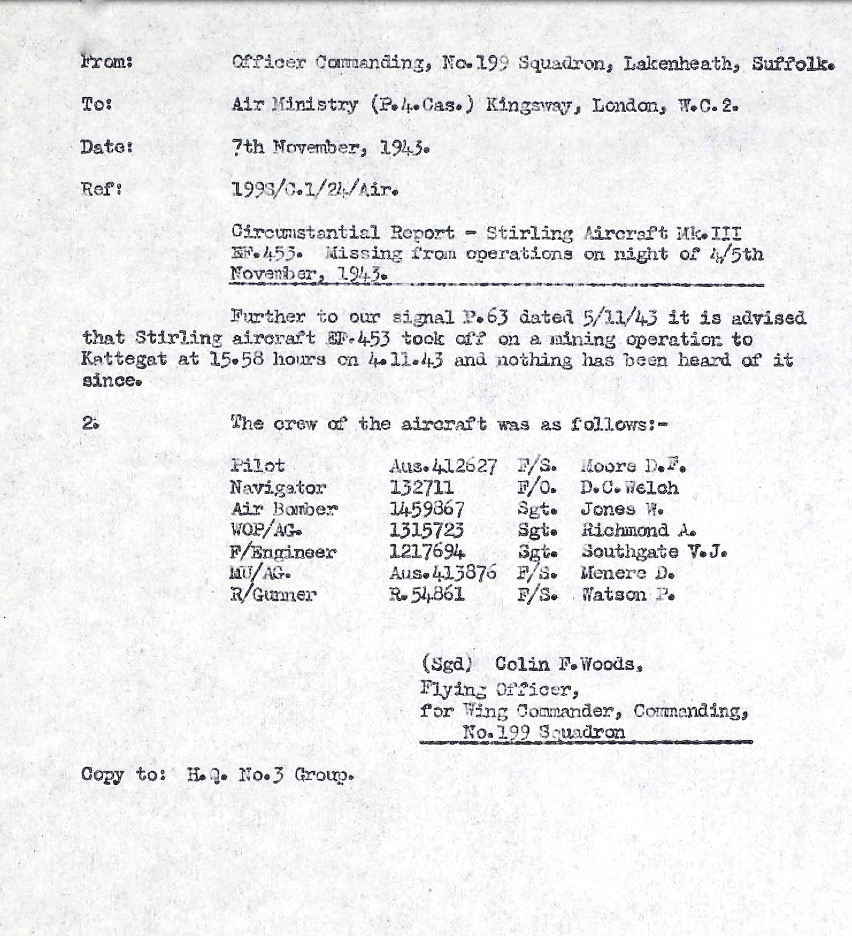 From: Officer Commanding, No.199 Squadron, Lakenheath, Suffolk.
To: Air Ministry (P.4.Cas.) Kingsway, London, W.C.2.
Date: 7th November, 1943.
Ref: 199S/C.1/24/Air.
Circumstantial Report - Stirling Aircraft Mk.III
EF.453. Missing from operations on night of 4/5th
November, 1943.
Further to our signal P.63 dated 5/11/43 it is advised
that Stirling aircraft EF.453 took off on a mining operation to
Kattegat at 15.58 hours on 4.11.43 and nothing has been heard of it
since.
2. The crew of the aircraft was as follows:-
Pilot Aus.412627 F/S. Moore D.F.
Navigator 132711 F/O. D.C.Welch
Air Bomber 1459867 Sgt. Jones W.
WOP/AG. 1315723 Sgt. Richmond A.
F/Engineer 1217694 Sgt. Southgate V.J.
MU/AG. Aus.413876 F/S. Menere D.
R/Gunner R.54861 F/S. Watson P.
(Sgd) Colin F.Woods,
Flying Officer,
for Wing Commander, Commanding,
No.199 Squadron
Copy to: H.Q. No.3 Group.